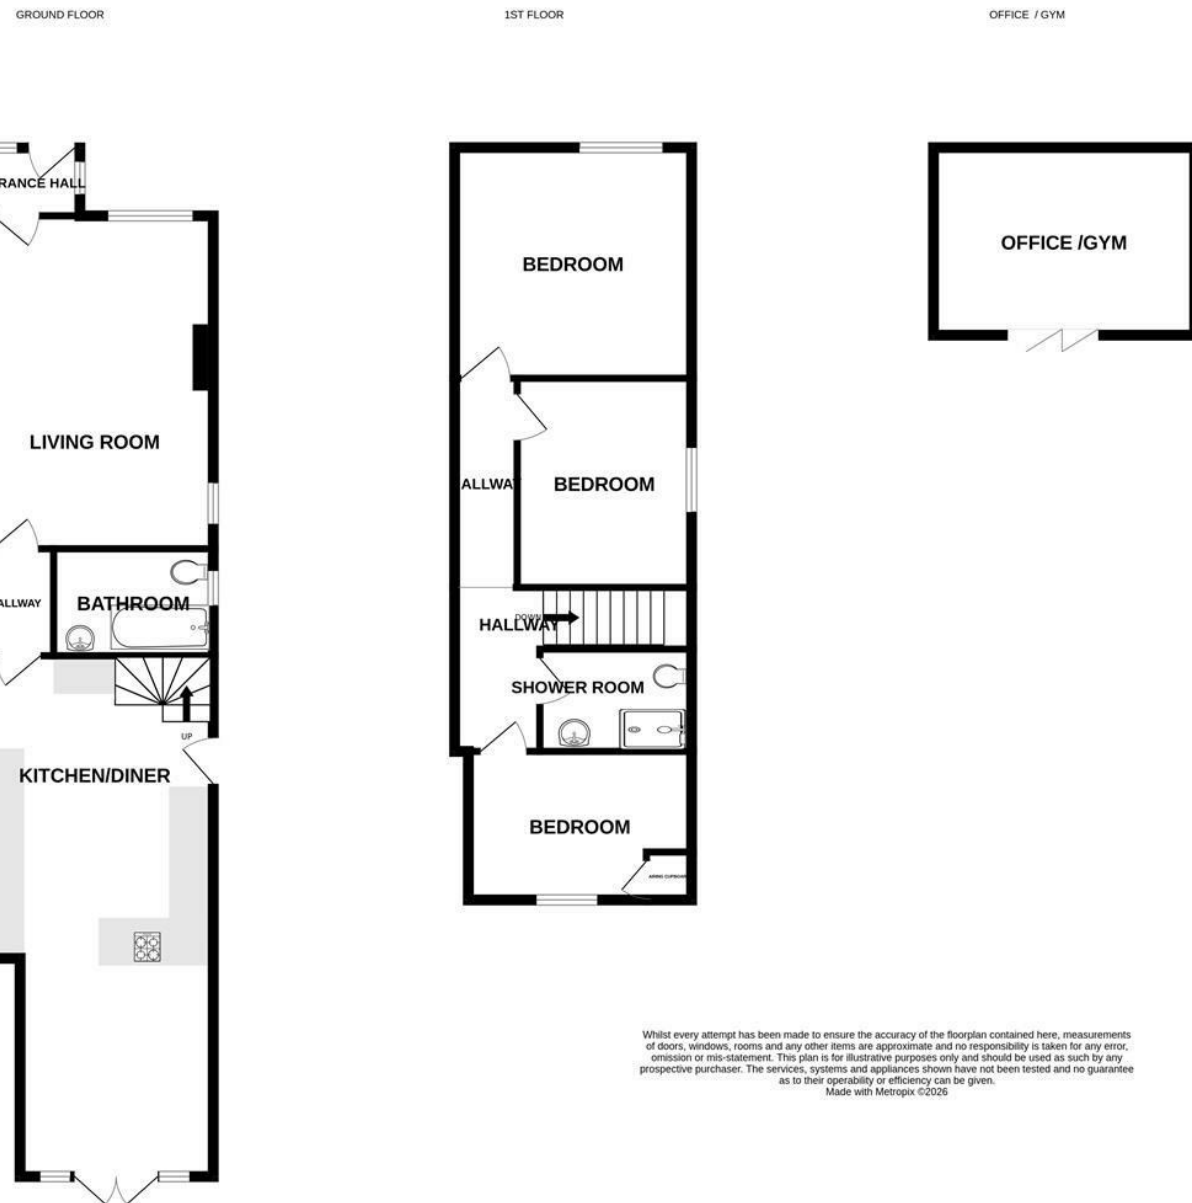 GROUND FLOOR
1ST FLOOR
OFFICE / GYM
RANCE HALL
LIVING ROOM
ALLWAY
BATHROOM
UP
KITCHEN/DINER
BEDROOM
ALLWAY
BEDROOM
DOWN
HALLWAY
SHOWER ROOM
BEDROOM
AIRING CUPBOARD
OFFICE /GYM
Whilst every attempt has been made to ensure the accuracy of the floorplan contained here, measurements
of doors, windows, rooms and any other items are approximate and no responsibility is taken for any error,
omission or mis-statement. This plan is for illustrative purposes only and should be used as such by any
prospective purchaser. The services, systems and appliances shown have not been tested and no guarantee
as to their operability or efficiency can be given.
Made with Metropix ©2026